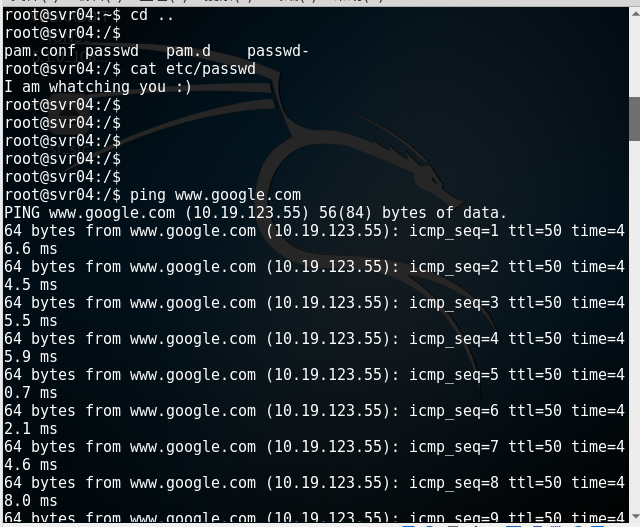 root@svr04:~$ cd ..
root@svr04:/$
pam.conf passwd   pam.d    passwd-
root@svr04:/$ cat etc/passwd
I am whatching you :)
root@svr04:/$
root@svr04:/$
root@svr04:/$
root@svr04:/$
root@svr04:/$
root@svr04:/$ ping www.google.com
PING www.google.com (10.19.123.55) 56(84) bytes of data.
64 bytes from www.google.com (10.19.123.55): icmp_seq=1 ttl=50 time=4
6.6 ms
64 bytes from www.google.com (10.19.123.55): icmp_seq=2 ttl=50 time=4
4.5 ms
64 bytes from www.google.com (10.19.123.55): icmp_seq=3 ttl=50 time=4
5.5 ms
64 bytes from www.google.com (10.19.123.55): icmp_seq=4 ttl=50 time=4
5.9 ms
64 bytes from www.google.com (10.19.123.55): icmp_seq=5 ttl=50 time=4
0.7 ms
64 bytes from www.google.com (10.19.123.55): icmp_seq=6 ttl=50 time=4
2.1 ms
64 bytes from www.google.com (10.19.123.55): icmp_seq=7 ttl=50 time=4
4.6 ms
64 bytes from www.google.com (10.19.123.55): icmp_seq=8 ttl=50 time=4
8.0 ms
64 bytes from www.google.com (10.19.123.55): icmp_seq=9 ttl=50 time=4